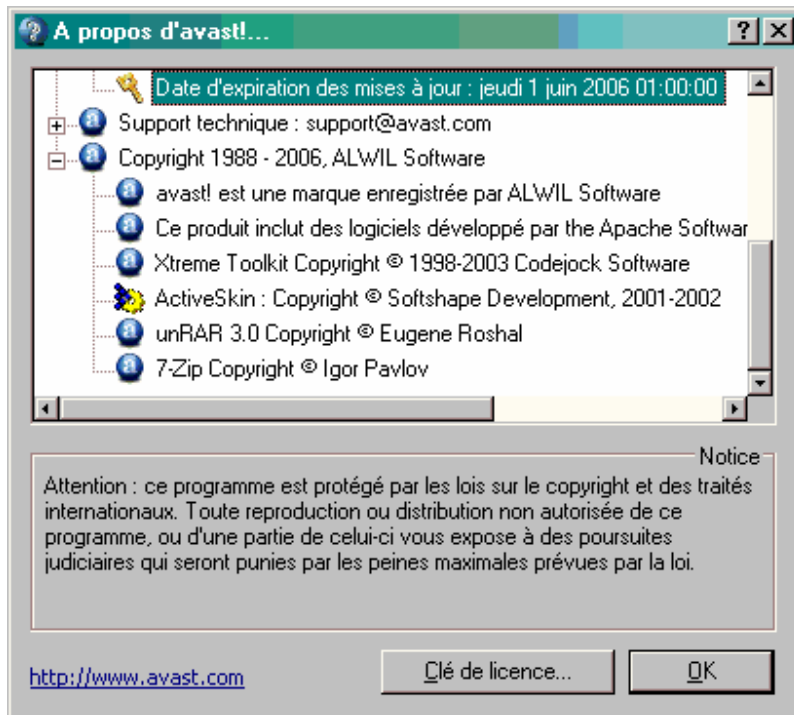 A propos d'avast!...
Date d'expiration des mises à jour : jeudi 1 juin 2006 01:00:00
Support technique : support@avast.com
Copyright 1988 - 2006, ALWIL Software
avast! est une marque enregistrée par ALWIL Software
Ce produit inclut des logiciels développé par the Apache Softwar
Xtreme Toolkit Copyright © 1998-2003 Codejock Software
ActiveSkin : Copyright © Softshape Development, 2001-2002
unRAR 3.0 Copyright © Eugene Roshal
7-Zip Copyright © Igor Pavlov
Notice
Attention : ce programme est protégé par les lois sur le copyright et des traités
internationaux. Toute reproduction ou distribution non autorisée de ce
programme, ou d'une partie de celui-ci vous expose à des poursuites
judiciaires qui seront punies par les peines maximales prévues par la loi.
http://www.avast.com
Clé de licence...
OK